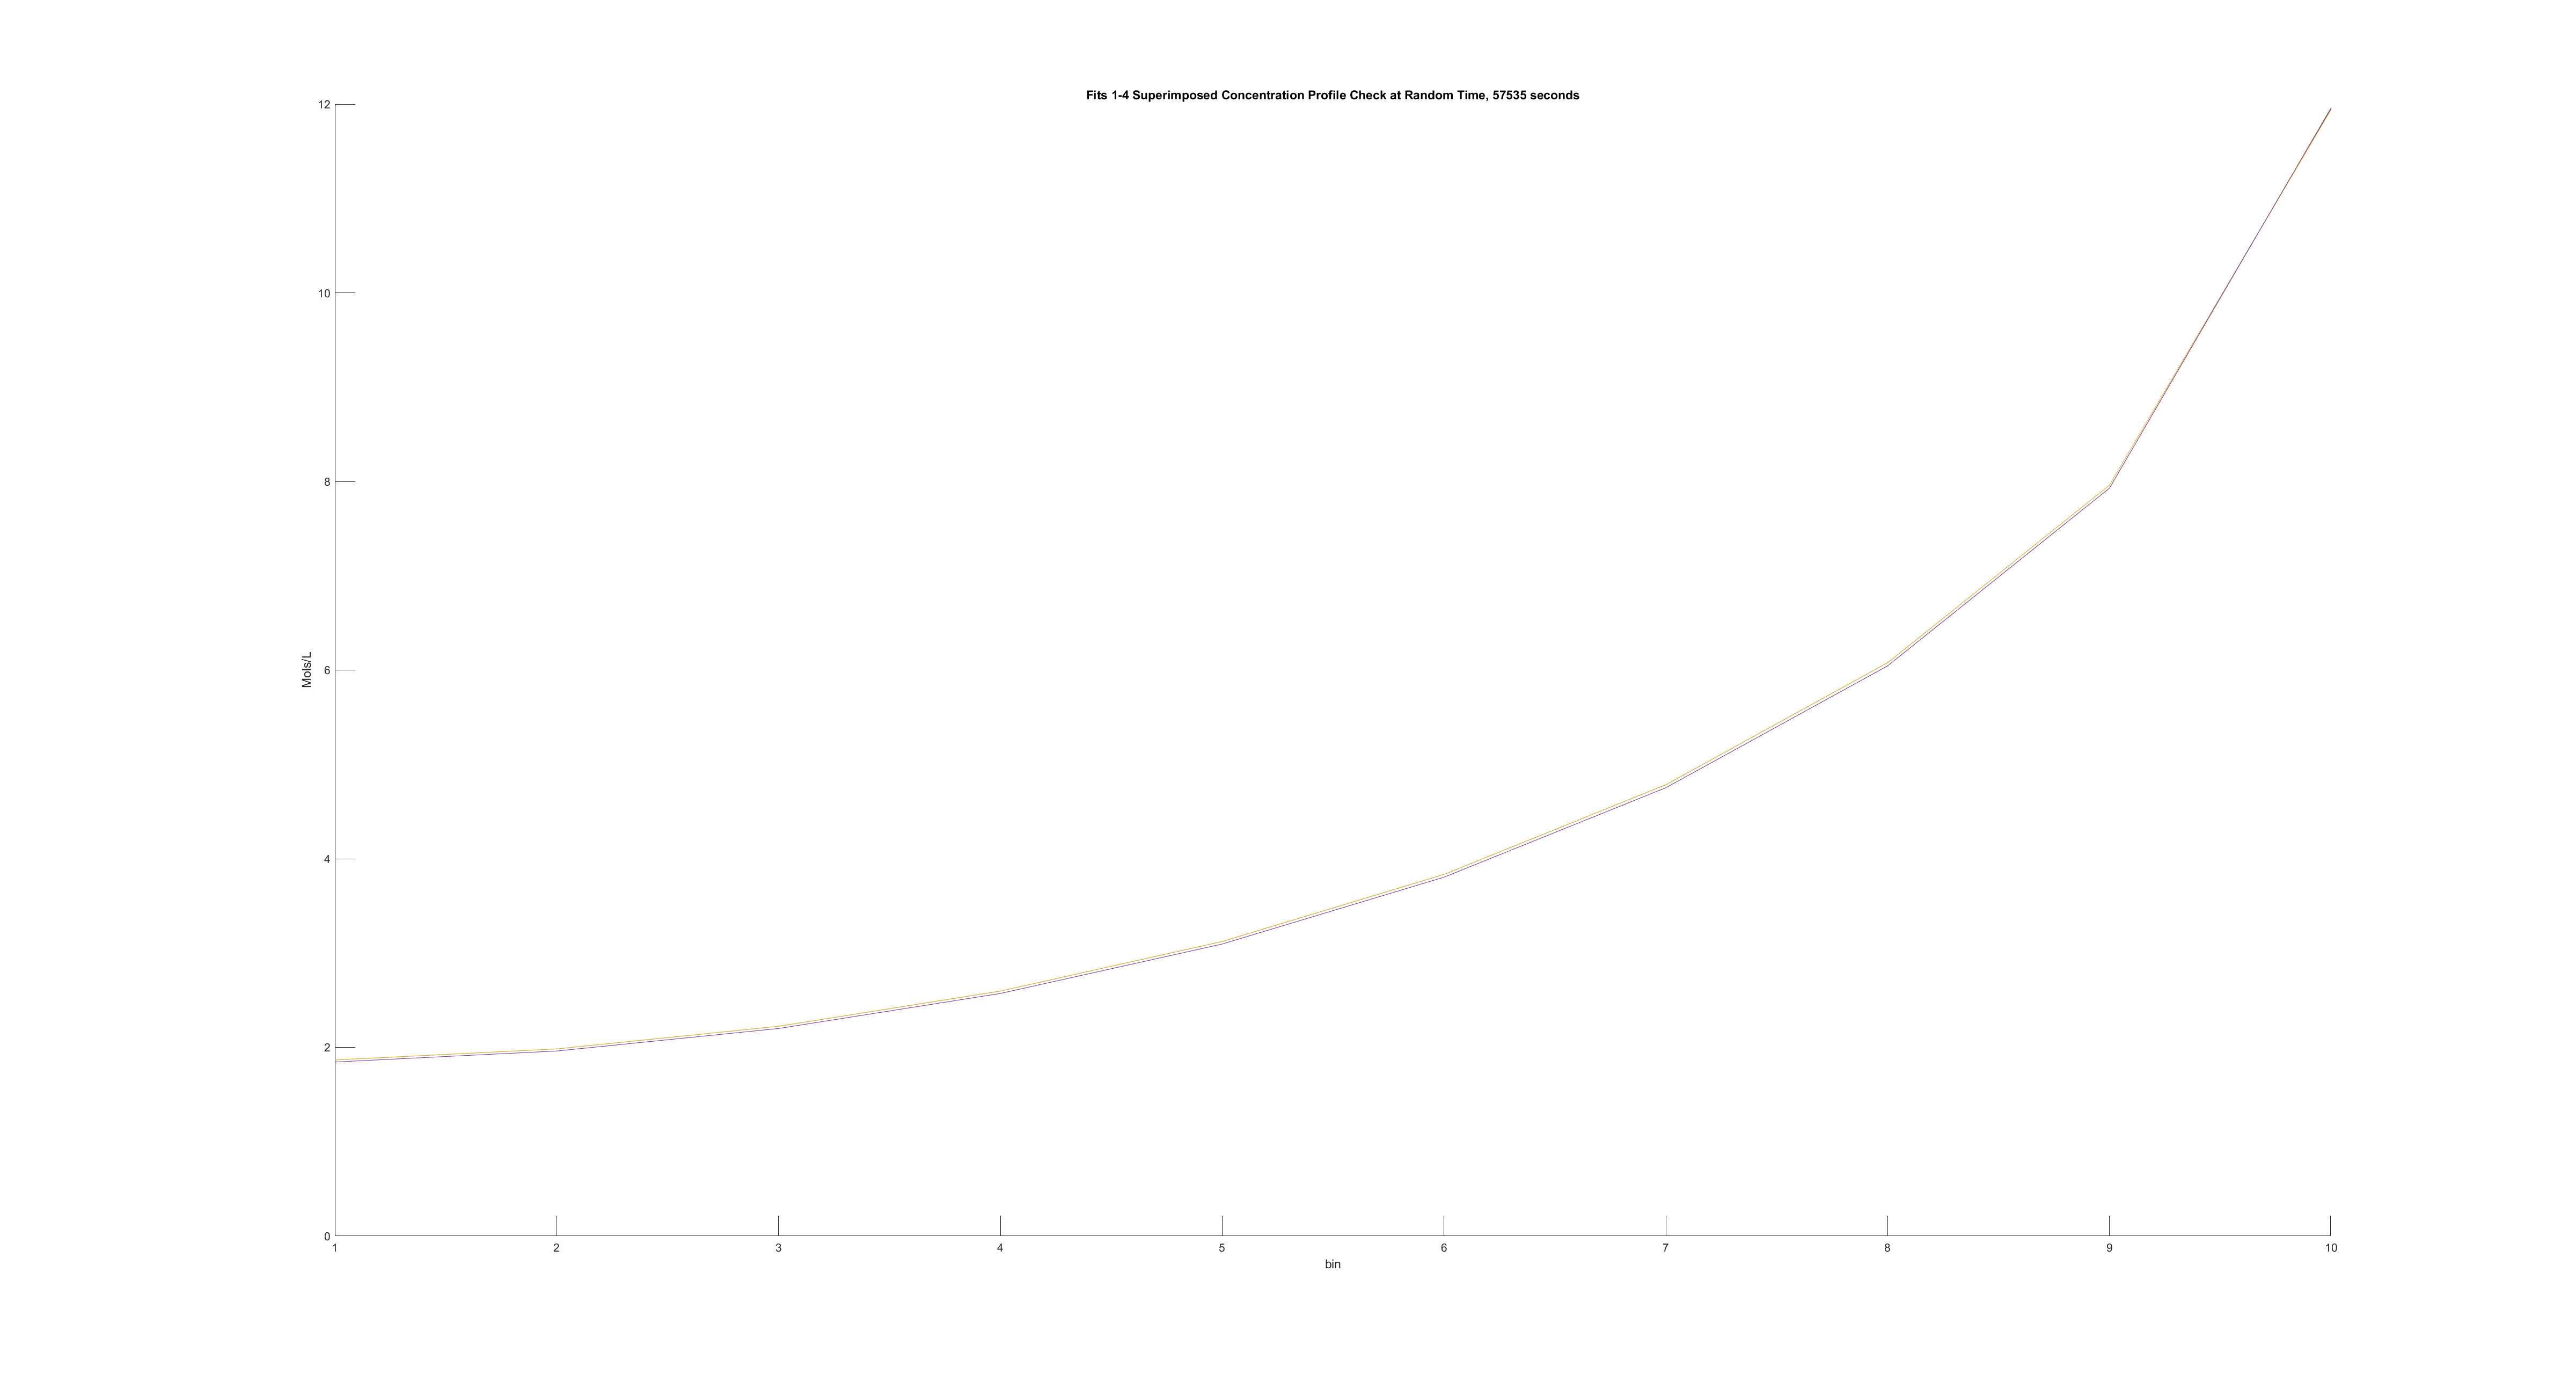 Fits 1-4 Superimposed Concentration Profile Check at Random Time, 57535 seconds
12
10
8
6
4
2
0
Mols/L
1 2 3 4 5 6 7 8 9 10
bin